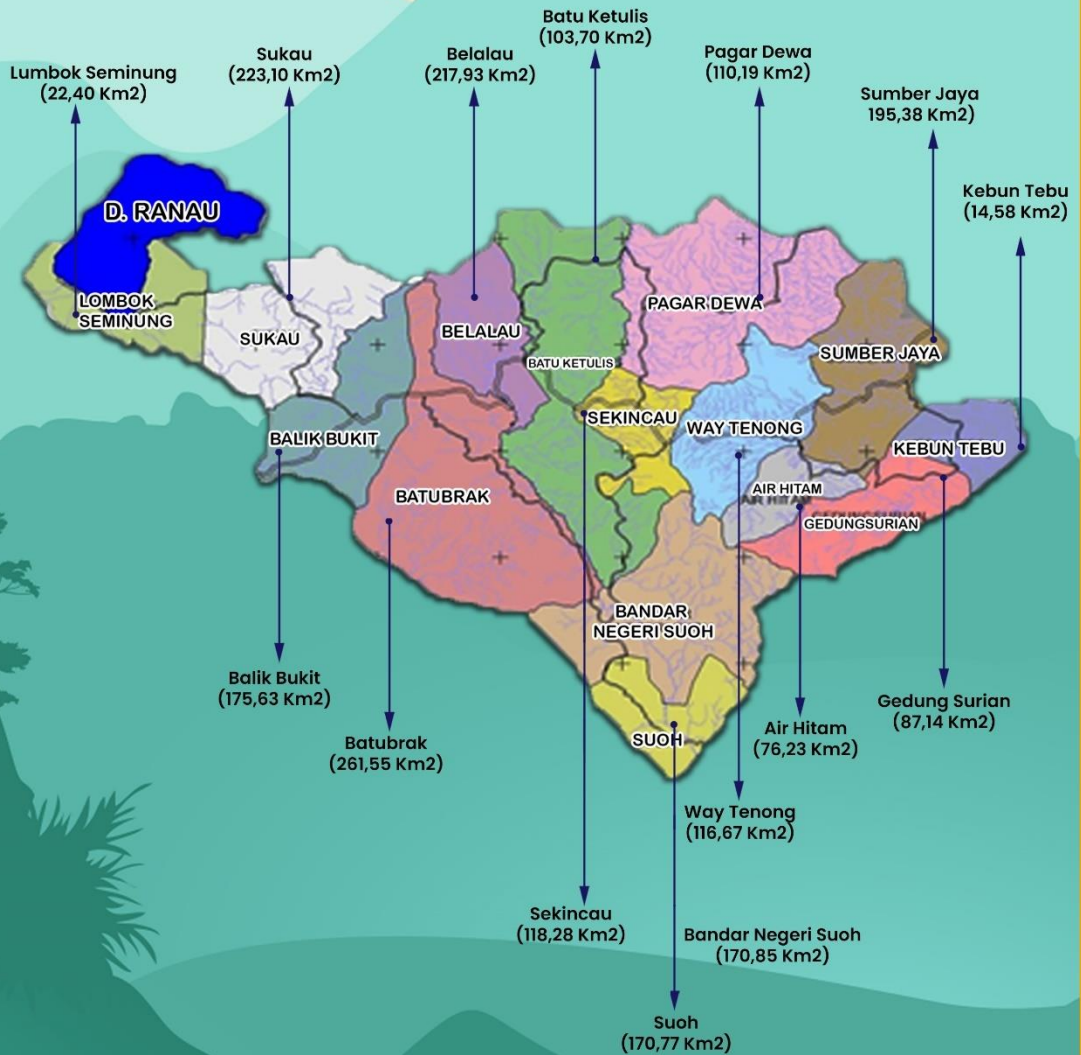 Batu Ketulis
(103,70 Km2)
Sukau
(223,10 Km2)
Belalau
(217,93 Km2)
Pagar Dewa
(110,19 Km2)
Lumbok Seminung
(22,40 Km2)
Sumber Jaya
195,38 Km2)
Kebun Tebu
(14,58 Km2)
D. RANAU
LOMBOK
SEMINUNG
SUKAU
BELALAU
BATU KETULIS
PAGAR DEWA
SUMBER JAYA
BALIK BUKIT
SEKINCAU
WAY TENONG
KEBUN TEBU
BATUBRAK
AIR HITAM
AIR HITAM
GEDUNGSURIAN
GEDUNGSURIAN
BANDAR
NEGERI SUOH
SUOH
Balik Bukit
(175,63 Km2)
Batubrak
(261,55 Km2)
Gedung Surian
(87,14 Km2)
Air Hitam
(76,23 Km2)
Way Tenong
(116,67 Km2)
Sekincau
(118,28 Km2)
Bandar Negeri Suoh
(170,85 Km2)
Suoh
(170,77 Km2)